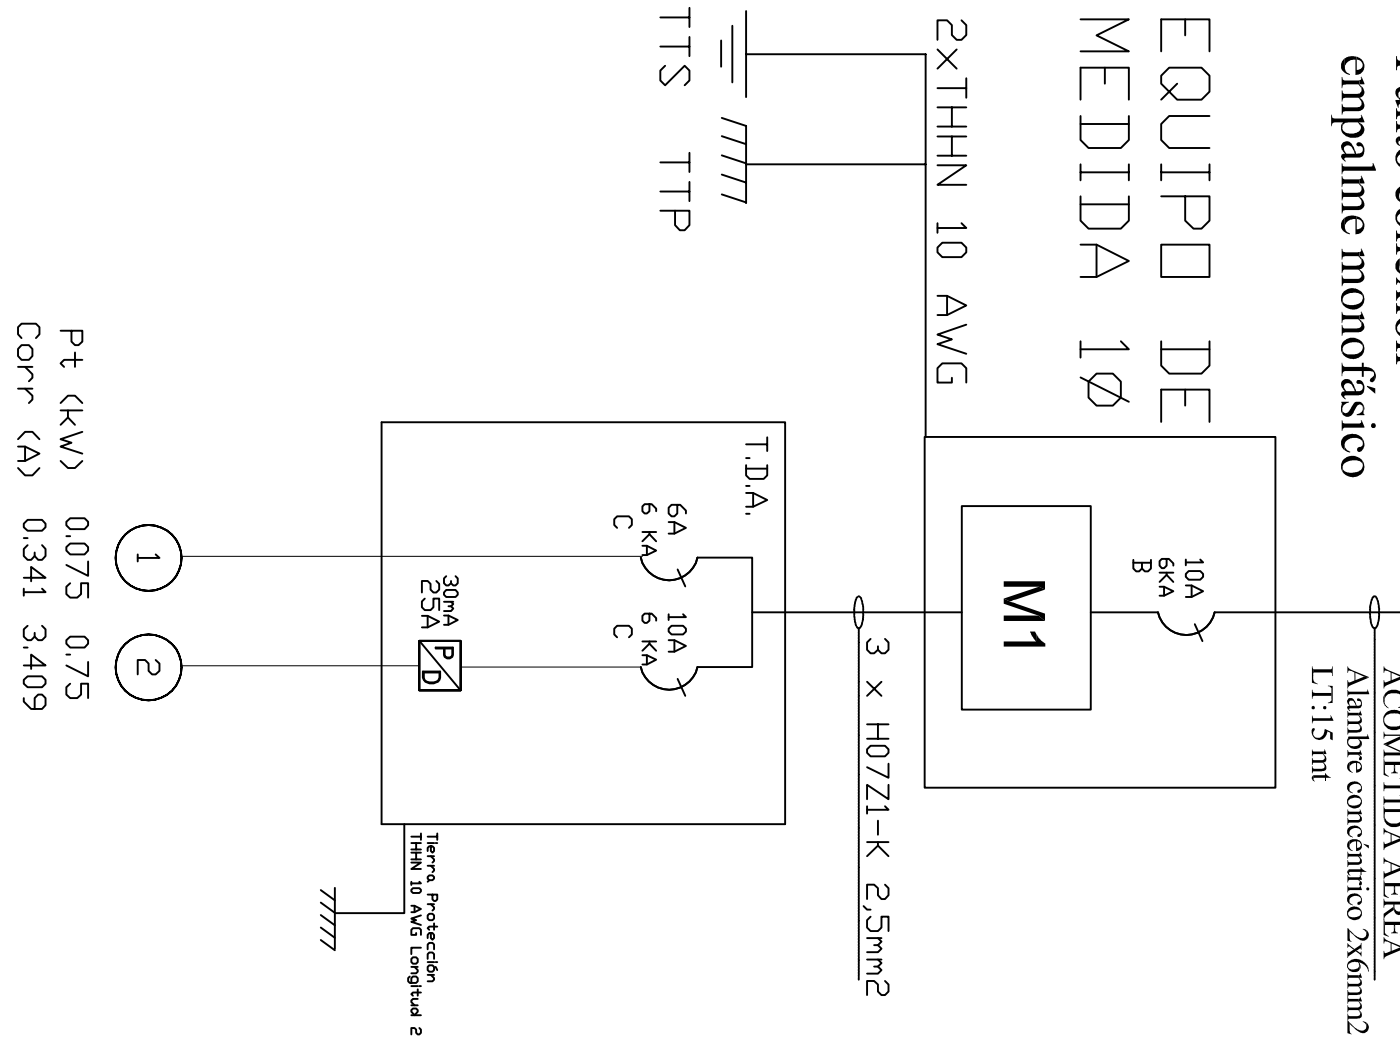 empalme monofásico
ACOMETIDA AEREA
Alambre concéntrico 2x6mm2
LT:15 mt
EQUIPO DE
MEDIDA 1Ø
10A
6KA
B
M1
2xTHHN 10 AWG
TTS TTP
3 x H07Z1-K 2,5mm2
T.D.A.
6A
6 KA
C
10A
6 KA
C
30mA
25A
P
D
Tierra Protección
THHN 10 AWG Longitud 2
1
2
Pt (kW) 0.075 0.75
Corr (A) 0.341 3.409